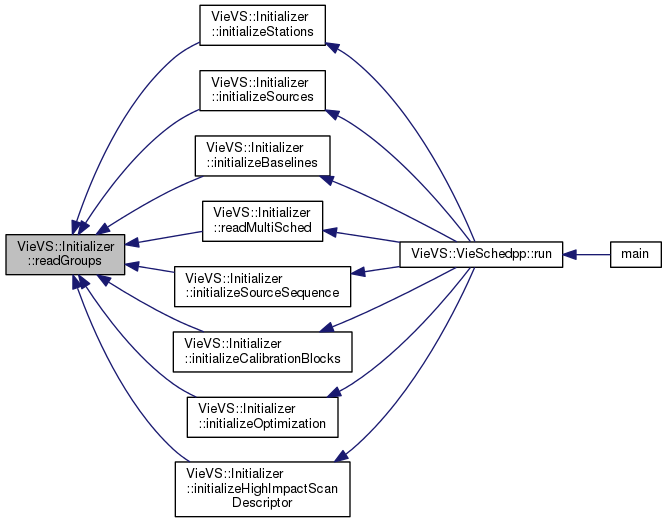 VieVS::Initializer
::initializeStations
VieVS::Initializer
::initializeSources
VieVS::Initializer
::initializeBaselines
VieVS::Initializer
::readMultiSched
VieVS::Initializer
::readGroups
VieVS::VieSchedpp::run
main
VieVS::Initializer
::initializeSourceSequence
VieVS::Initializer
::initializeCalibrationBlocks
VieVS::Initializer
::initializeOptimization
VieVS::Initializer
::initializeHighImpactScan
Descriptor